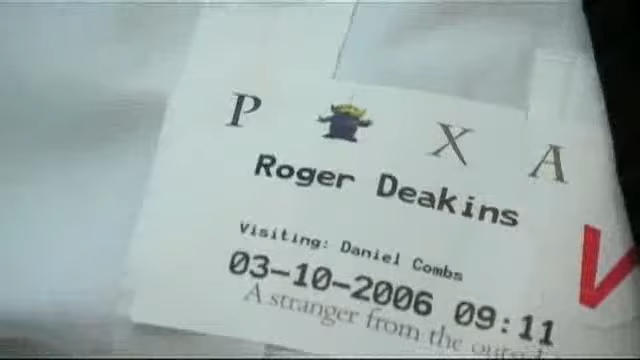 P X A
Roger Deakins
Visiting: Daniel Combs
03-10-2006 09:11
A stranger from the
V